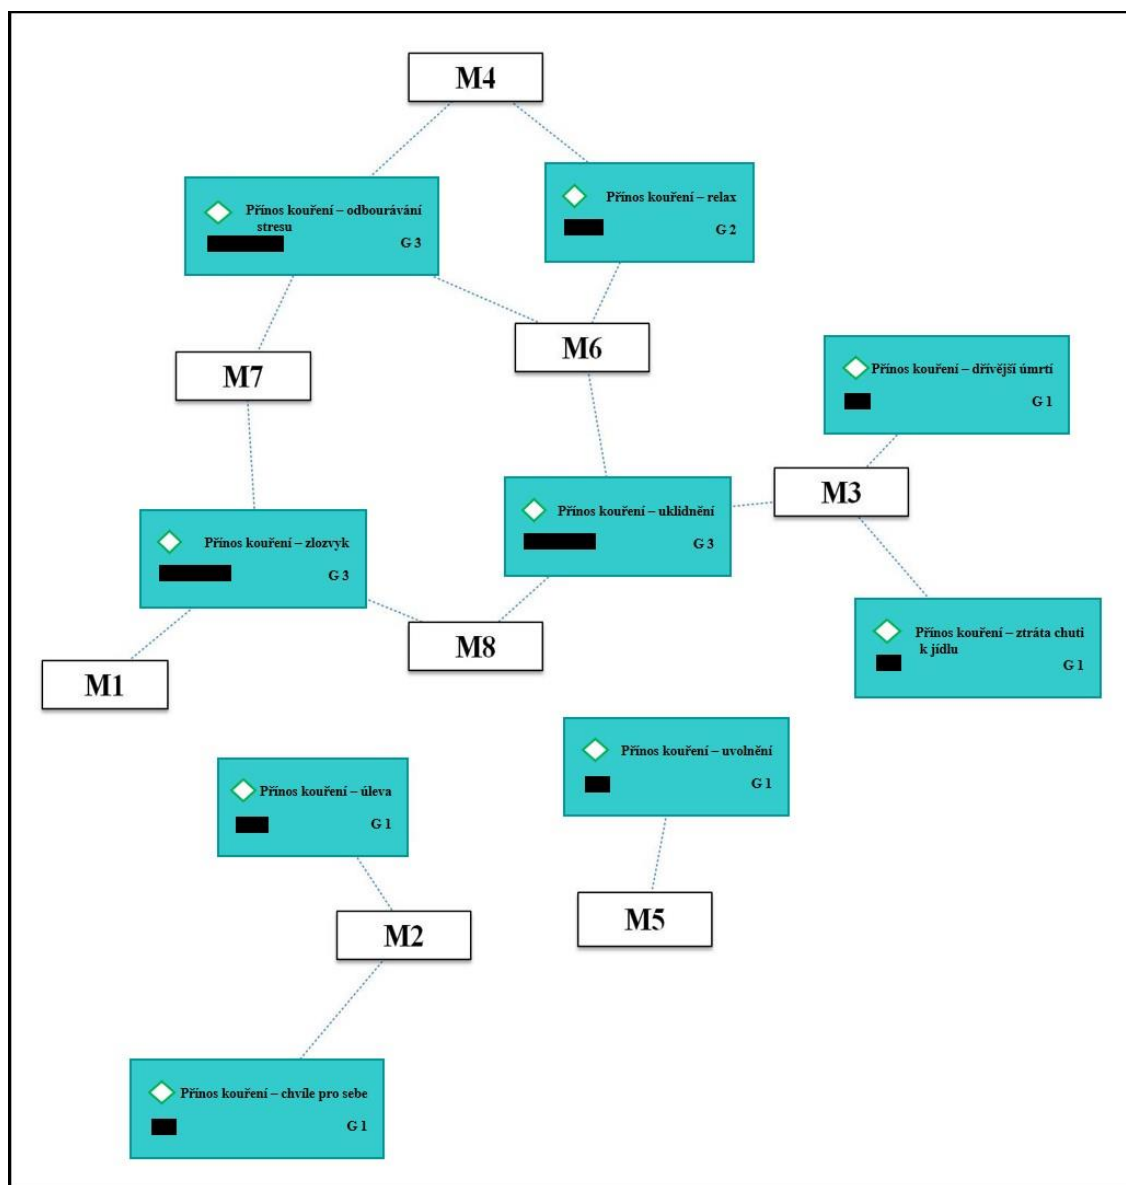 M4
Přínos kouření – odbourávání
stresu
G 3
Přínos kouření – relax
G 2
M7
M6
Přínos kouření – dřívější úmrtí
G 1
M3
Přínos kouření – zlozvyk
G 3
Přínos kouření – uklidnění
G 3
M8
M1
Přínos kouření – ztráta chuti
k jídlu
G 1
Přínos kouření – úleva
G 1
Přínos kouření – uvolnění
G 1
M2
M5
Přínos kouření – chvíle pro sebe
G 1